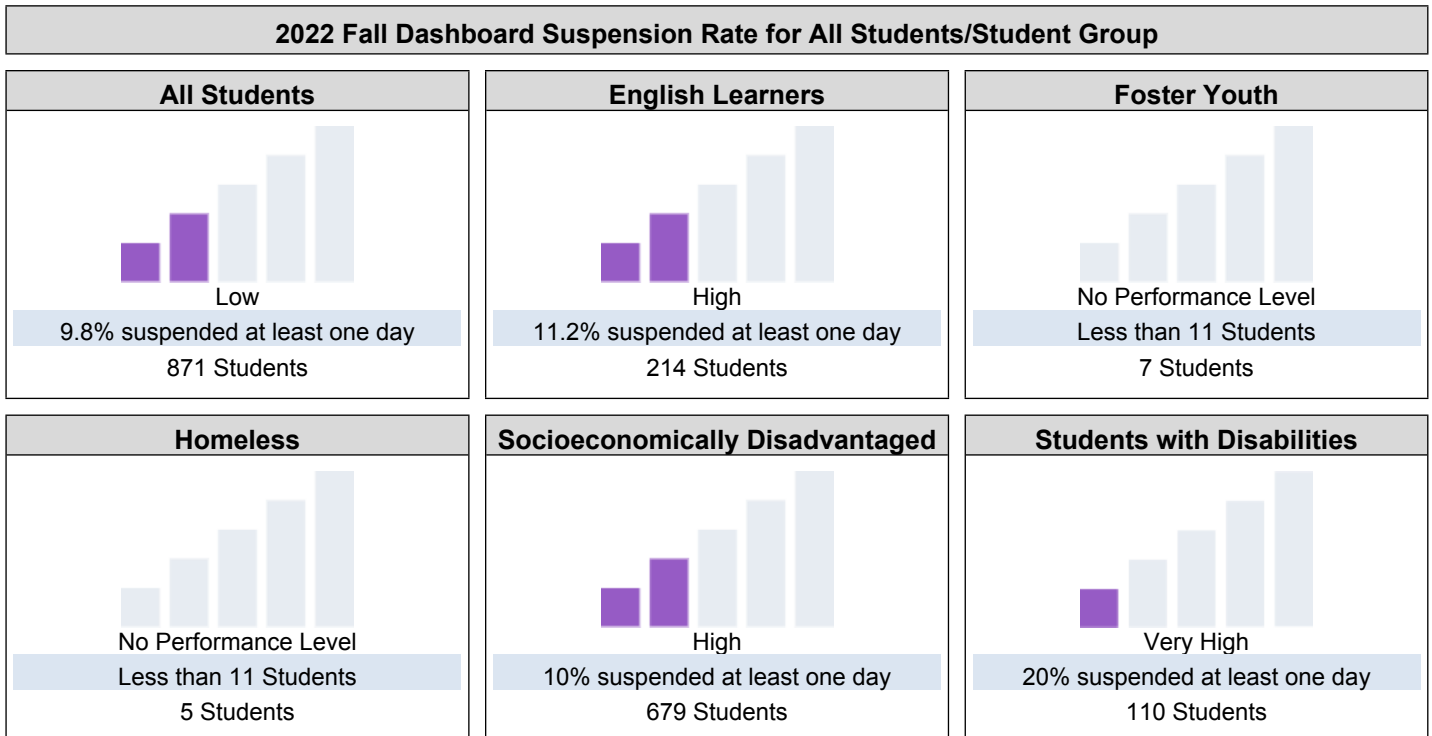 2022 Fall Dashboard Suspension Rate for All Students/Student Group
All Students
Low
9.8% suspended at least one day
871 Students
English Learners
High
11.2% suspended at least one day
214 Students
Foster Youth
No Performance Level
Less than 11 Students
7 Students
Homeless
No Performance Level
Less than 11 Students
5 Students
Socioeconomically Disadvantaged
High
10% suspended at least one day
679 Students
Students with Disabilities
Very High
20% suspended at least one day
110 Students